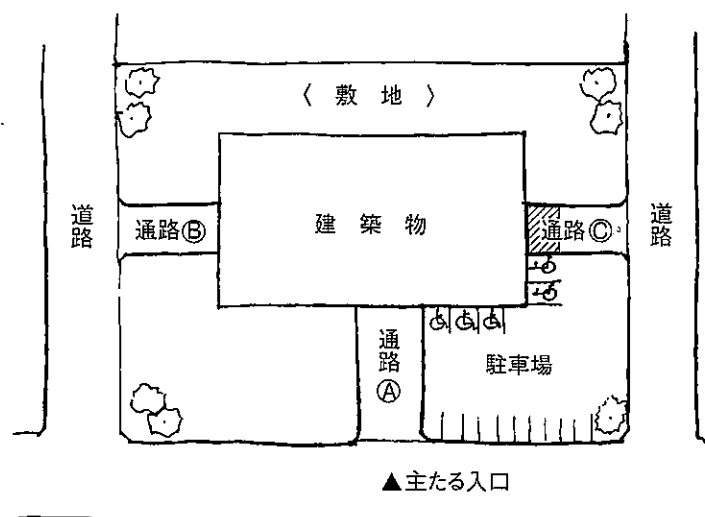 〈 敷 地 〉
道路
通路Ⓑ
建 築 物
通路Ⓒ
道路
通路Ⓐ
駐車場
▲主たる入口